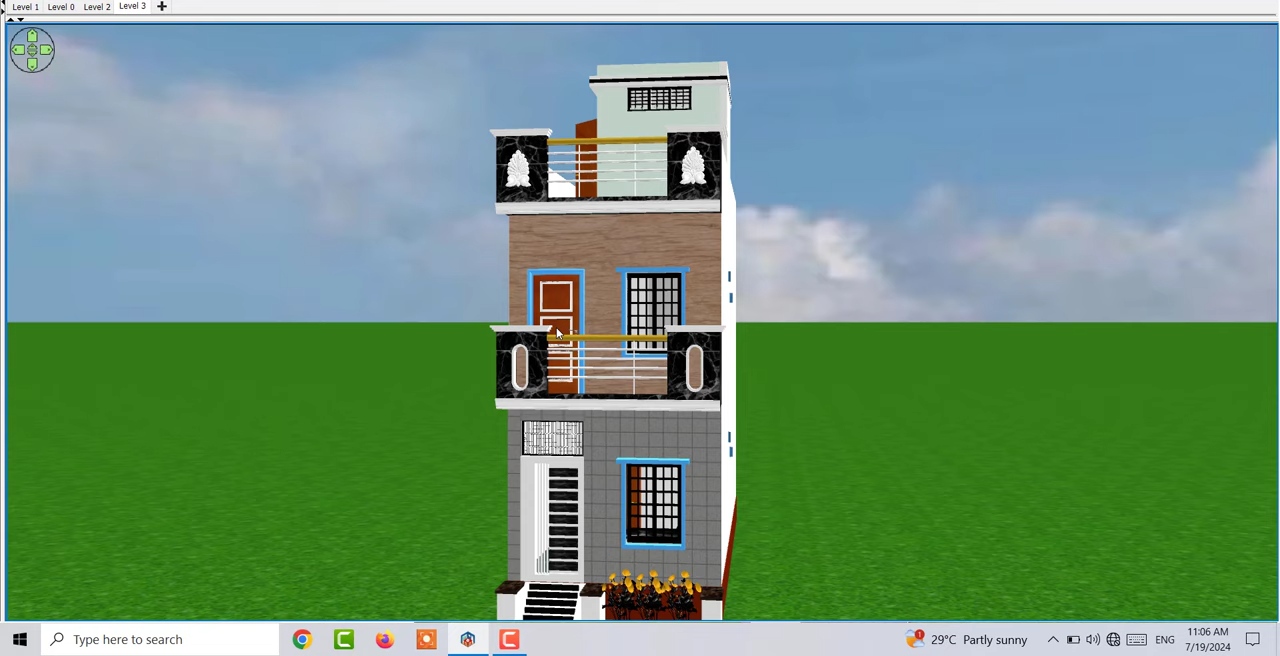 Level 1 Level 0 Level 2 Level 3
Type here to search
29°C Partly sunny
ENG
11:06 AM
7/19/2024
1